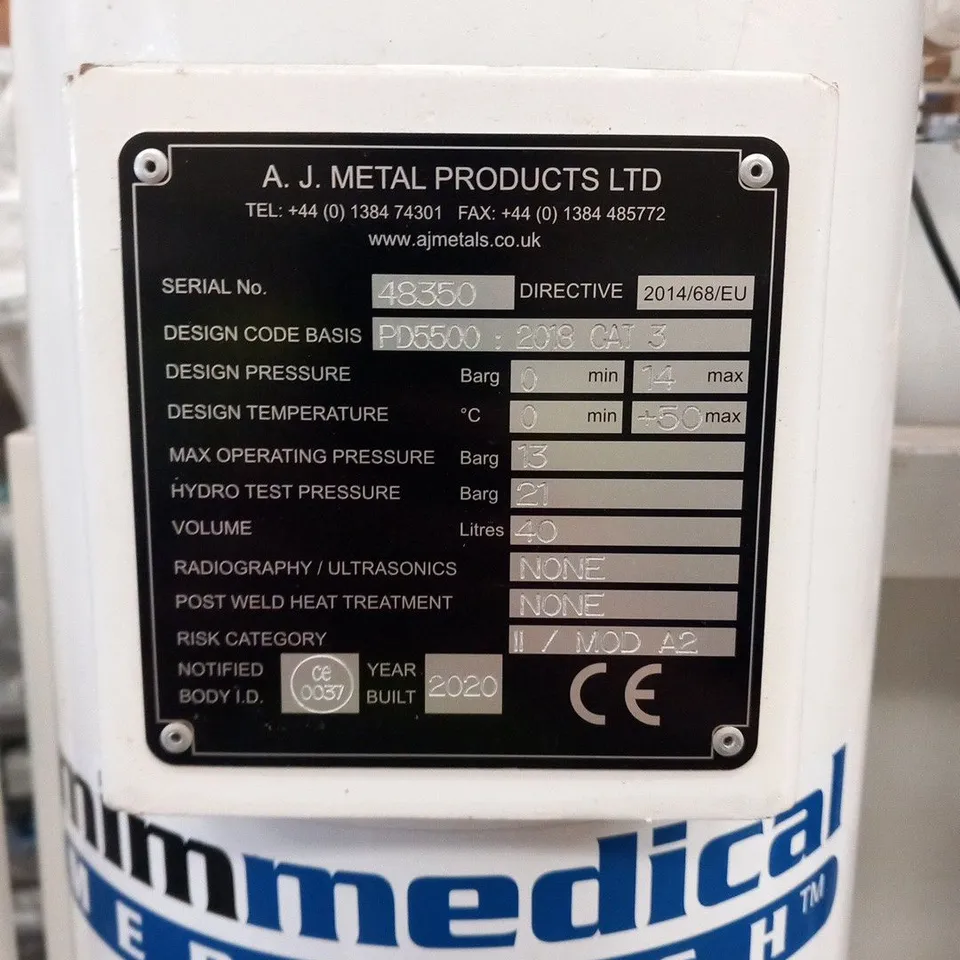 A. J. METAL PRODUCTS LTD
TEL: +44 (0) 1384 74301 FAX: +44 (0) 1384 485772
www.ajmetals.co.uk
SERIAL No. 48350 DIRECTIVE 2014/68/EU
DESIGN CODE BASIS PD5500 : 2018 CAT 3
DESIGN PRESSURE Barg 0 min 14 max
DESIGN TEMPERATURE °C 0 min +50 max
MAX OPERATING PRESSURE Barg 13
HYDRO TEST PRESSURE Barg 21
VOLUME Litres 40
RADIOGRAPHY / ULTRASONICS NONE
POST WELD HEAT TREATMENT NONE
RISK CATEGORY II / MOD A2
NOTIFIED BODY I.D. CE 0037 YEAR BUILT 2020 CE
medical
TM